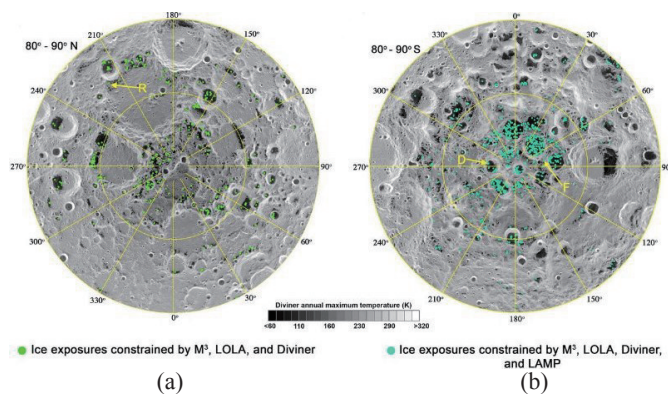 80° - 90° N
180°
150°
120°
90°
60°
30°
0°
330°
300°
270°
240°
210°
R
80° - 90° S
0°
30°
60°
90°
120°
150°
180°
210°
240°
270°
300°
330°
D
F
Diviner annual maximum temperature (K)
<60 110 170 230 290 >320
Ice exposures constrained by M³, LOLA, and Diviner
Ice exposures constrained by M³, LOLA, Diviner,
and LAMP
(a)
(b)